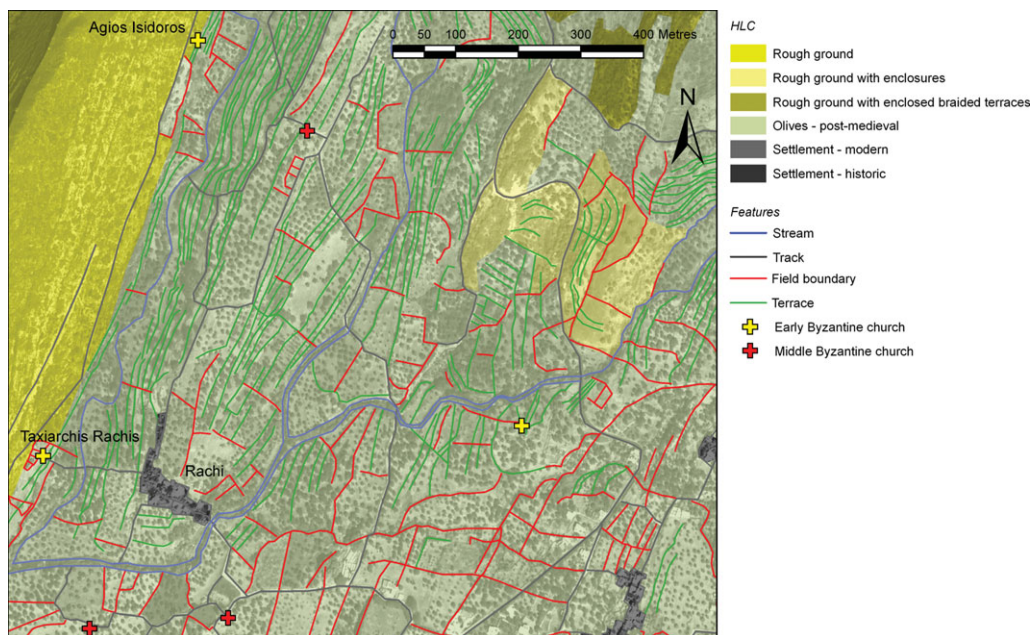 Agios Isidoros
0 50 100 200 300 400 Metres
N
Taxiarchis Rachis
Rachi
HLC
Rough ground
Rough ground with enclosures
Rough ground with enclosed braided terraces
Olives - post-medieval
Settlement - modern
Settlement - historic
Features
Stream
Track
Field boundary
Terrace
Early Byzantine church
Middle Byzantine church